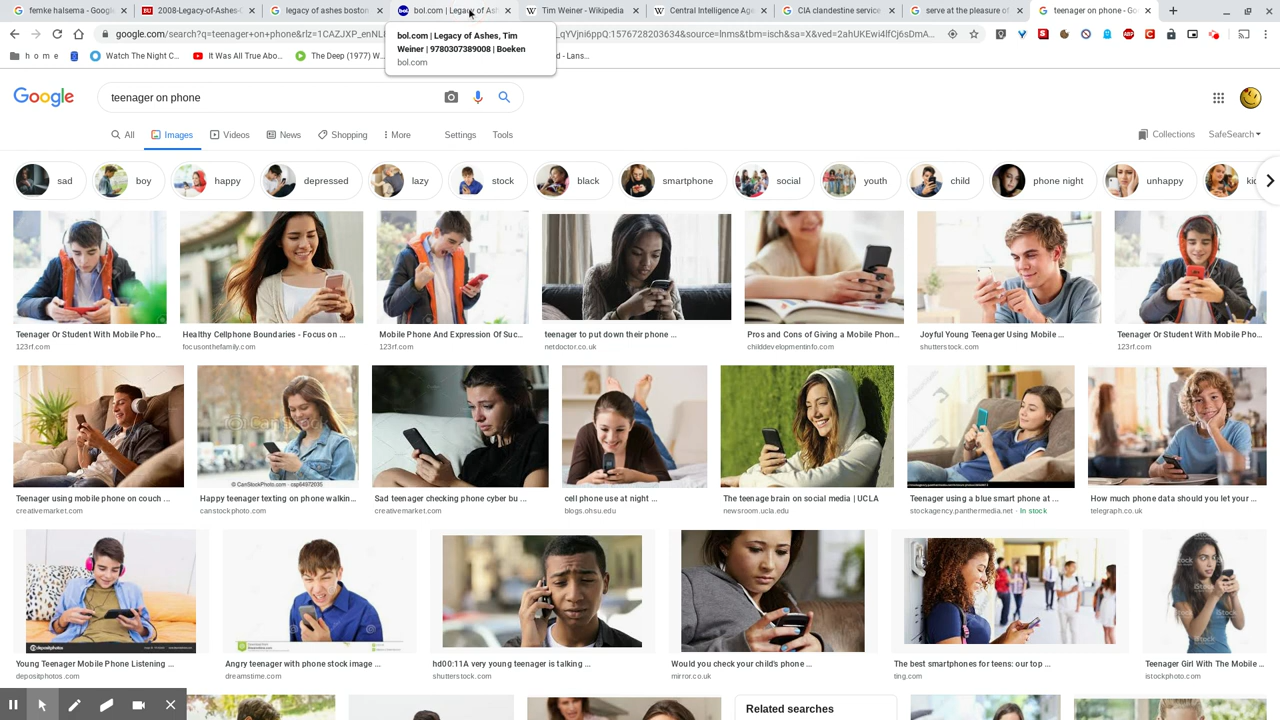 femke halsema - Google
2008-Legacy-of-Ashes-C
legacy of ashes boston
bol.com | Legacy of Ash
Tim Weiner - Wikipedia
Central Intelligence Age
CIA clandestine service
serve at the pleasure of
teenager on phone - Go
google.com/search?q=teenager+on+phone&rlz=1CAZJXP_enNL
_qYVjni6ppQ:1576728203634&source=lnms&tbm=isch&sa=X&ved=2ahUKEwi4lfCj6sDmA...
bol.com | Legacy of Ashes, Tim
Weiner | 9780307389008 | Boeken
bol.com
h o m e
Watch The Night C...
It Was All True Abo...
The Deep (1977) W...
d - Lans...
Google
teenager on phone
All
Images
Videos
News
Shopping
More
Settings
Tools
Collections
SafeSearch
sad
boy
happy
depressed
lazy
stock
black
smartphone
social
youth
child
phone night
unhappy
Teenager Or Student With Mobile Pho...
123rf.com
Healthy Cellphone Boundaries - Focus on ...
focusonthefamily.com
Mobile Phone And Expression Of Suc...
123rf.com
teenager to put down their phone ...
netdoctor.co.uk
Pros and Cons of Giving a Mobile Phon...
childdevelopmentinfo.com
Joyful Young Teenager Using Mobile ...
shutterstock.com
Teenager Or Student With Mobile Pho...
123rf.com
Teenager using mobile phone on couch ...
creativemarket.com
Happy teenager texting on phone walkin...
canstockphoto.com
Sad teenager checking phone cyber bu ...
creativemarket.com
cell phone use at night ...
blogs.ohsu.edu
The teenage brain on social media | UCLA
newsroom.ucla.edu
Teenager using a blue smart phone at ...
stockagency.panthermedia.net · In stock
How much phone data should you let your ...
telegraph.co.uk
Young Teenager Mobile Phone Listening ...
depositphotos.com
Angry teenager with phone stock image ...
dreamstime.com
hd00:11A very young teenager is talking ...
shutterstock.com
Would you check your child's phone ...
mirror.co.uk
The best smartphones for teens: our top ...
ting.com
Teenager Girl With The Mobile ...
istockphoto.com
Related searches